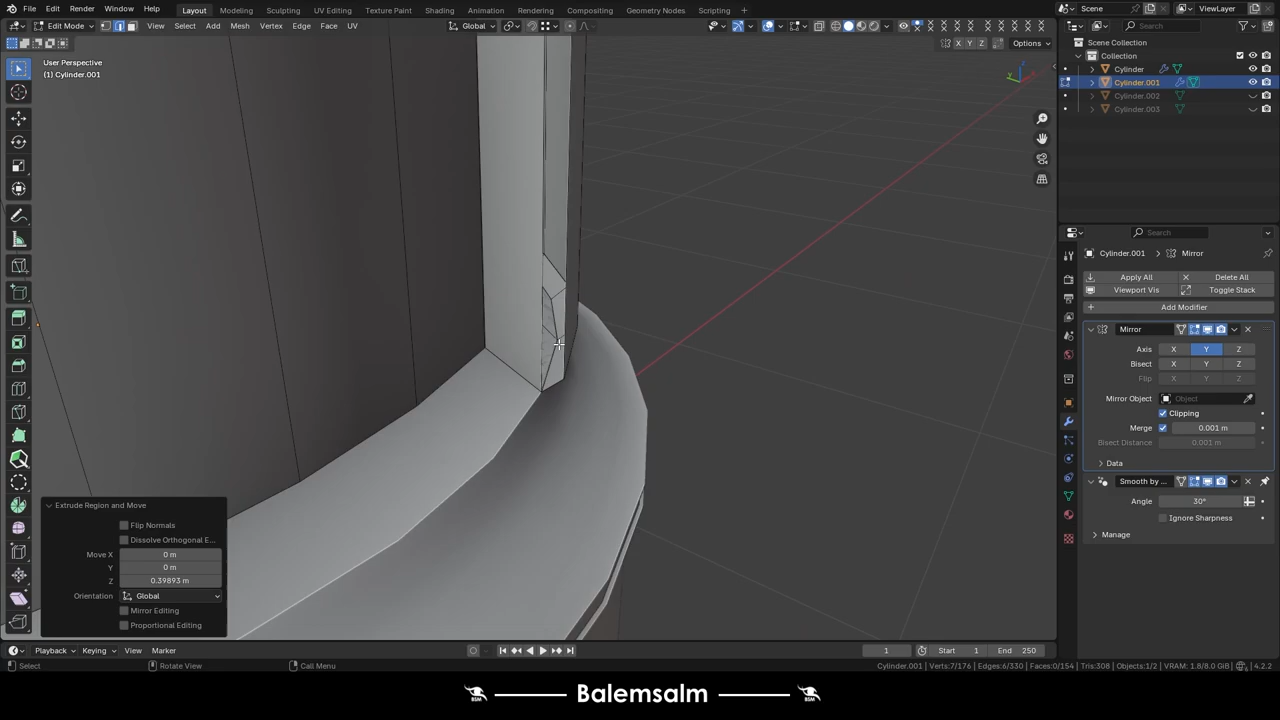 File Edit Render Window Help Layout Modeling Sculpting UV Editing Texture Paint Shading Animation Rendering Compositing Geometry Nodes Scripting Scene ViewLayer
Edit Mode View Select Add Mesh Vertex Edge Face UV Global Search
X Y Z Options
User Perspective
(1) Cylinder.001
Scene Collection
Collection
Cylinder
Cylinder.001
Cylinder.002
Cylinder.003
Search
Cylinder.001 Mirror
Apply All Delete All
Viewport Vis Toggle Stack
Add Modifier
Mirror
Axis X Y Z
Bisect X Y Z
Flip X Y Z
Mirror Object Object
Clipping
Merge 0.001 m
Bisect Distance 0.001 m
Data
Smooth by ...
Angle 30°
Ignore Sharpness
Manage
Extrude Region and Move
Flip Normals
Dissolve Orthogonal E...
Move X 0 m
Y 0 m
Z 0.39893 m
Orientation Global
Mirror Editing
Proportional Editing
Playback Keying View Marker 1 Start 1 End 250
Select Rotate View Call Menu Cylinder.001 | Verts:7/176 | Edges:6/330 | Faces:0/154 | Tris:308 | Objects:1/2 | VRAM: 1.8/8.0 GiB | 4.2.2
BSM Balemsalm BSM